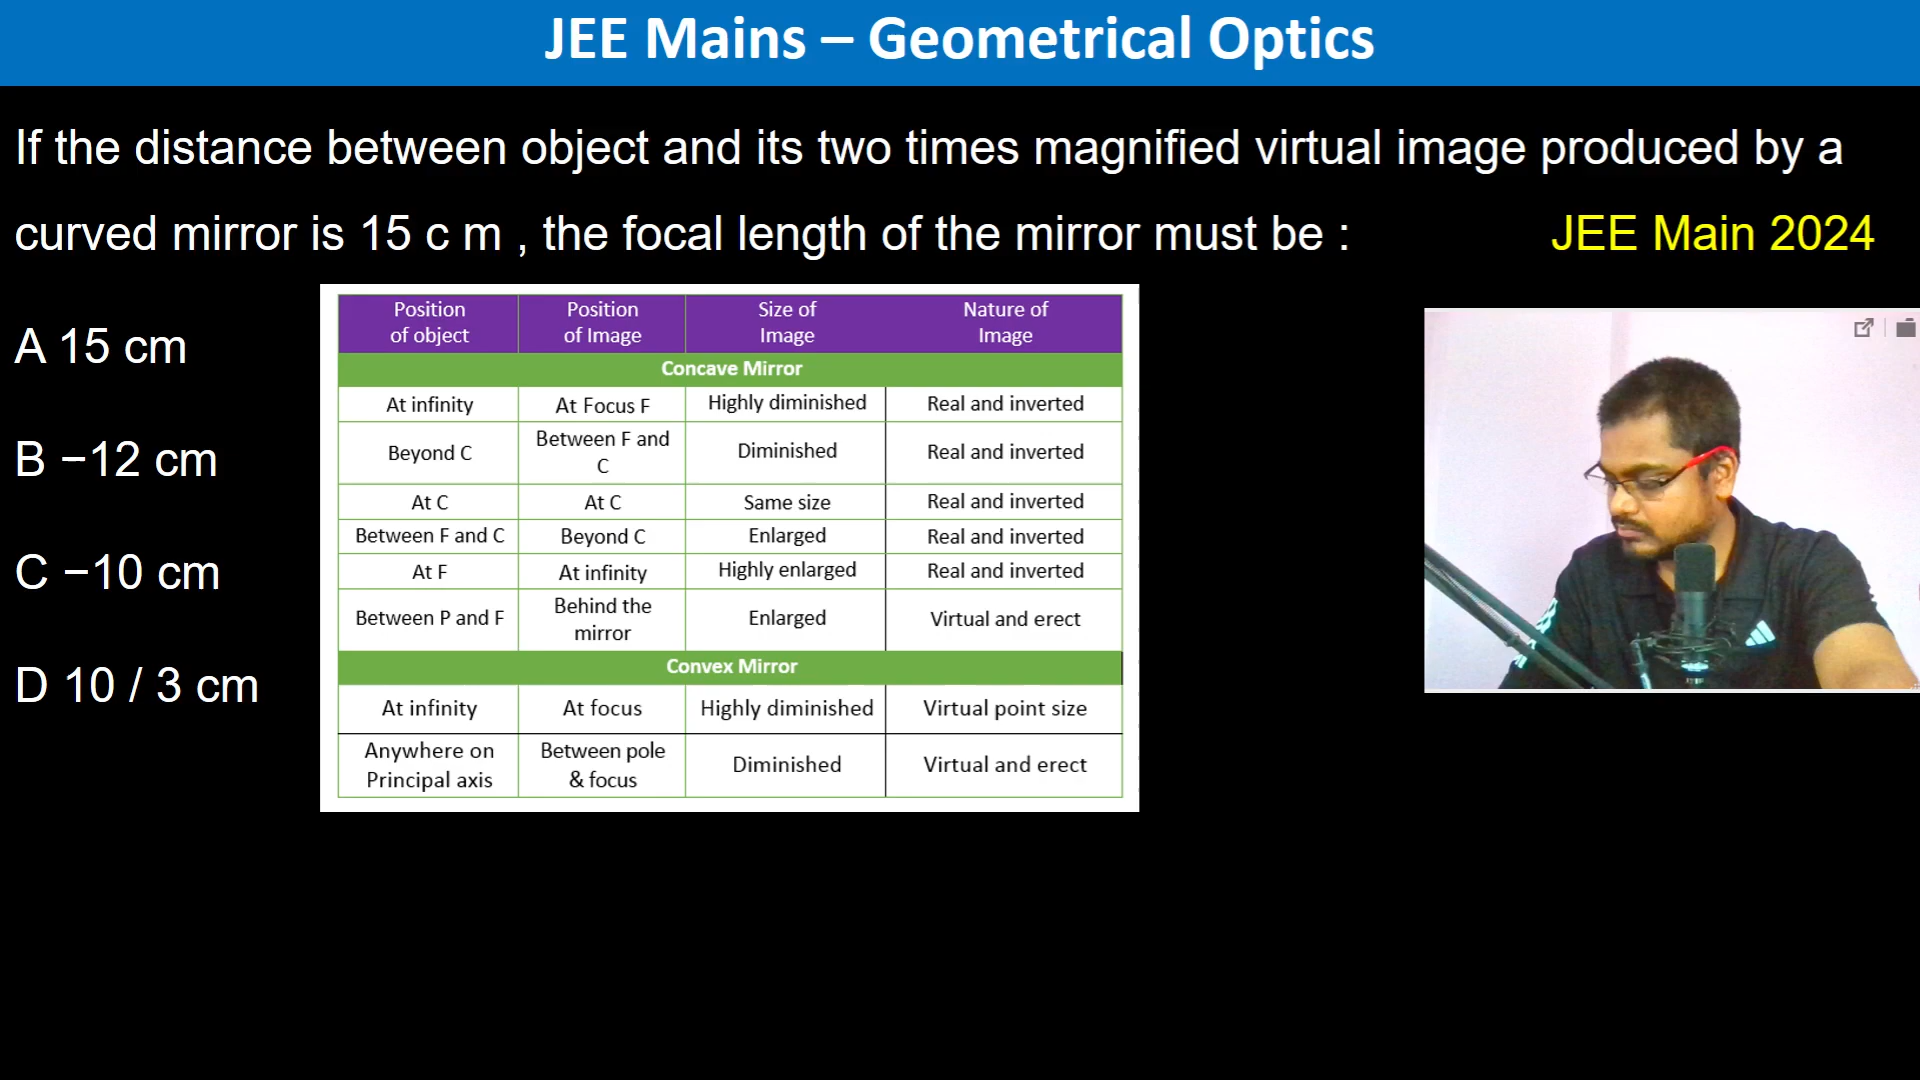 JEE Mains – Geometrical Optics
If the distance between object and its two times magnified virtual image produced by a
curved mirror is 15 c m , the focal length of the mirror must be :
JEE Main 2024
A 15 cm
B −12 cm
C −10 cm
D 10 / 3 cm
Position of object
Position of Image
Size of Image
Nature of Image
Concave Mirror
At infinity
At Focus F
Highly diminished
Real and inverted
Beyond C
Between F and C
Diminished
Real and inverted
At C
At C
Same size
Real and inverted
Between F and C
Beyond C
Enlarged
Real and inverted
At F
At infinity
Highly enlarged
Real and inverted
Between P and F
Behind the mirror
Enlarged
Virtual and erect
Convex Mirror
At infinity
At focus
Highly diminished
Virtual point size
Anywhere on Principal axis
Between pole & focus
Diminished
Virtual and erect